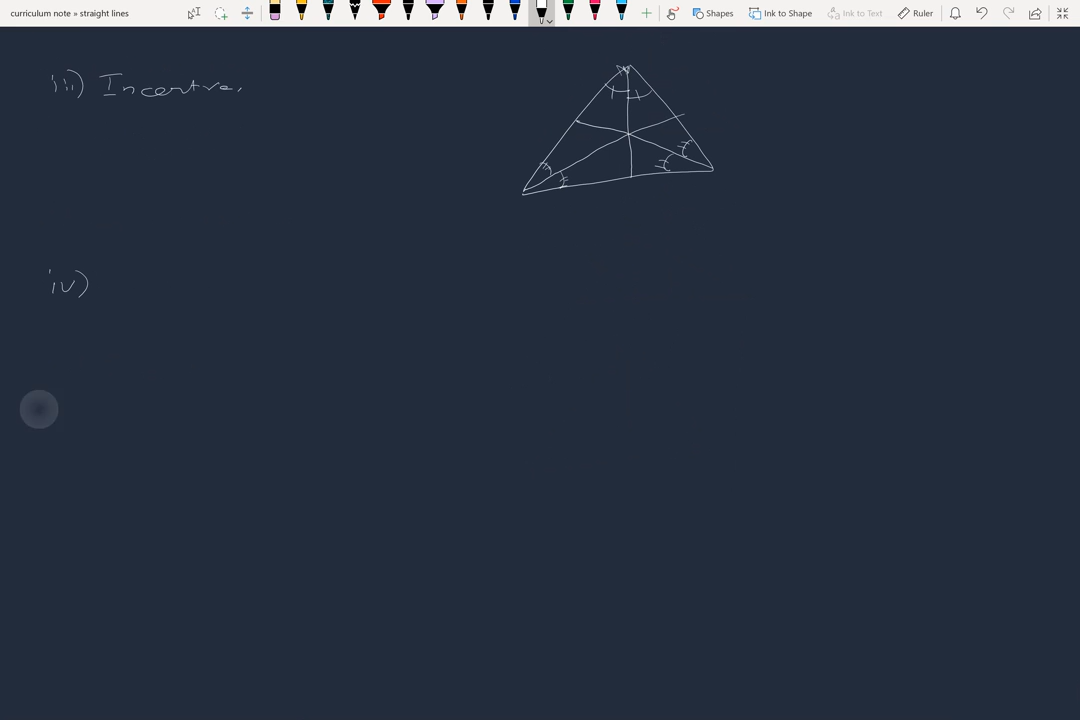 curriculum note » straight lines
Shapes
Ink to Shape
Ink to Text
Ruler
iii) Incentre.
iv)